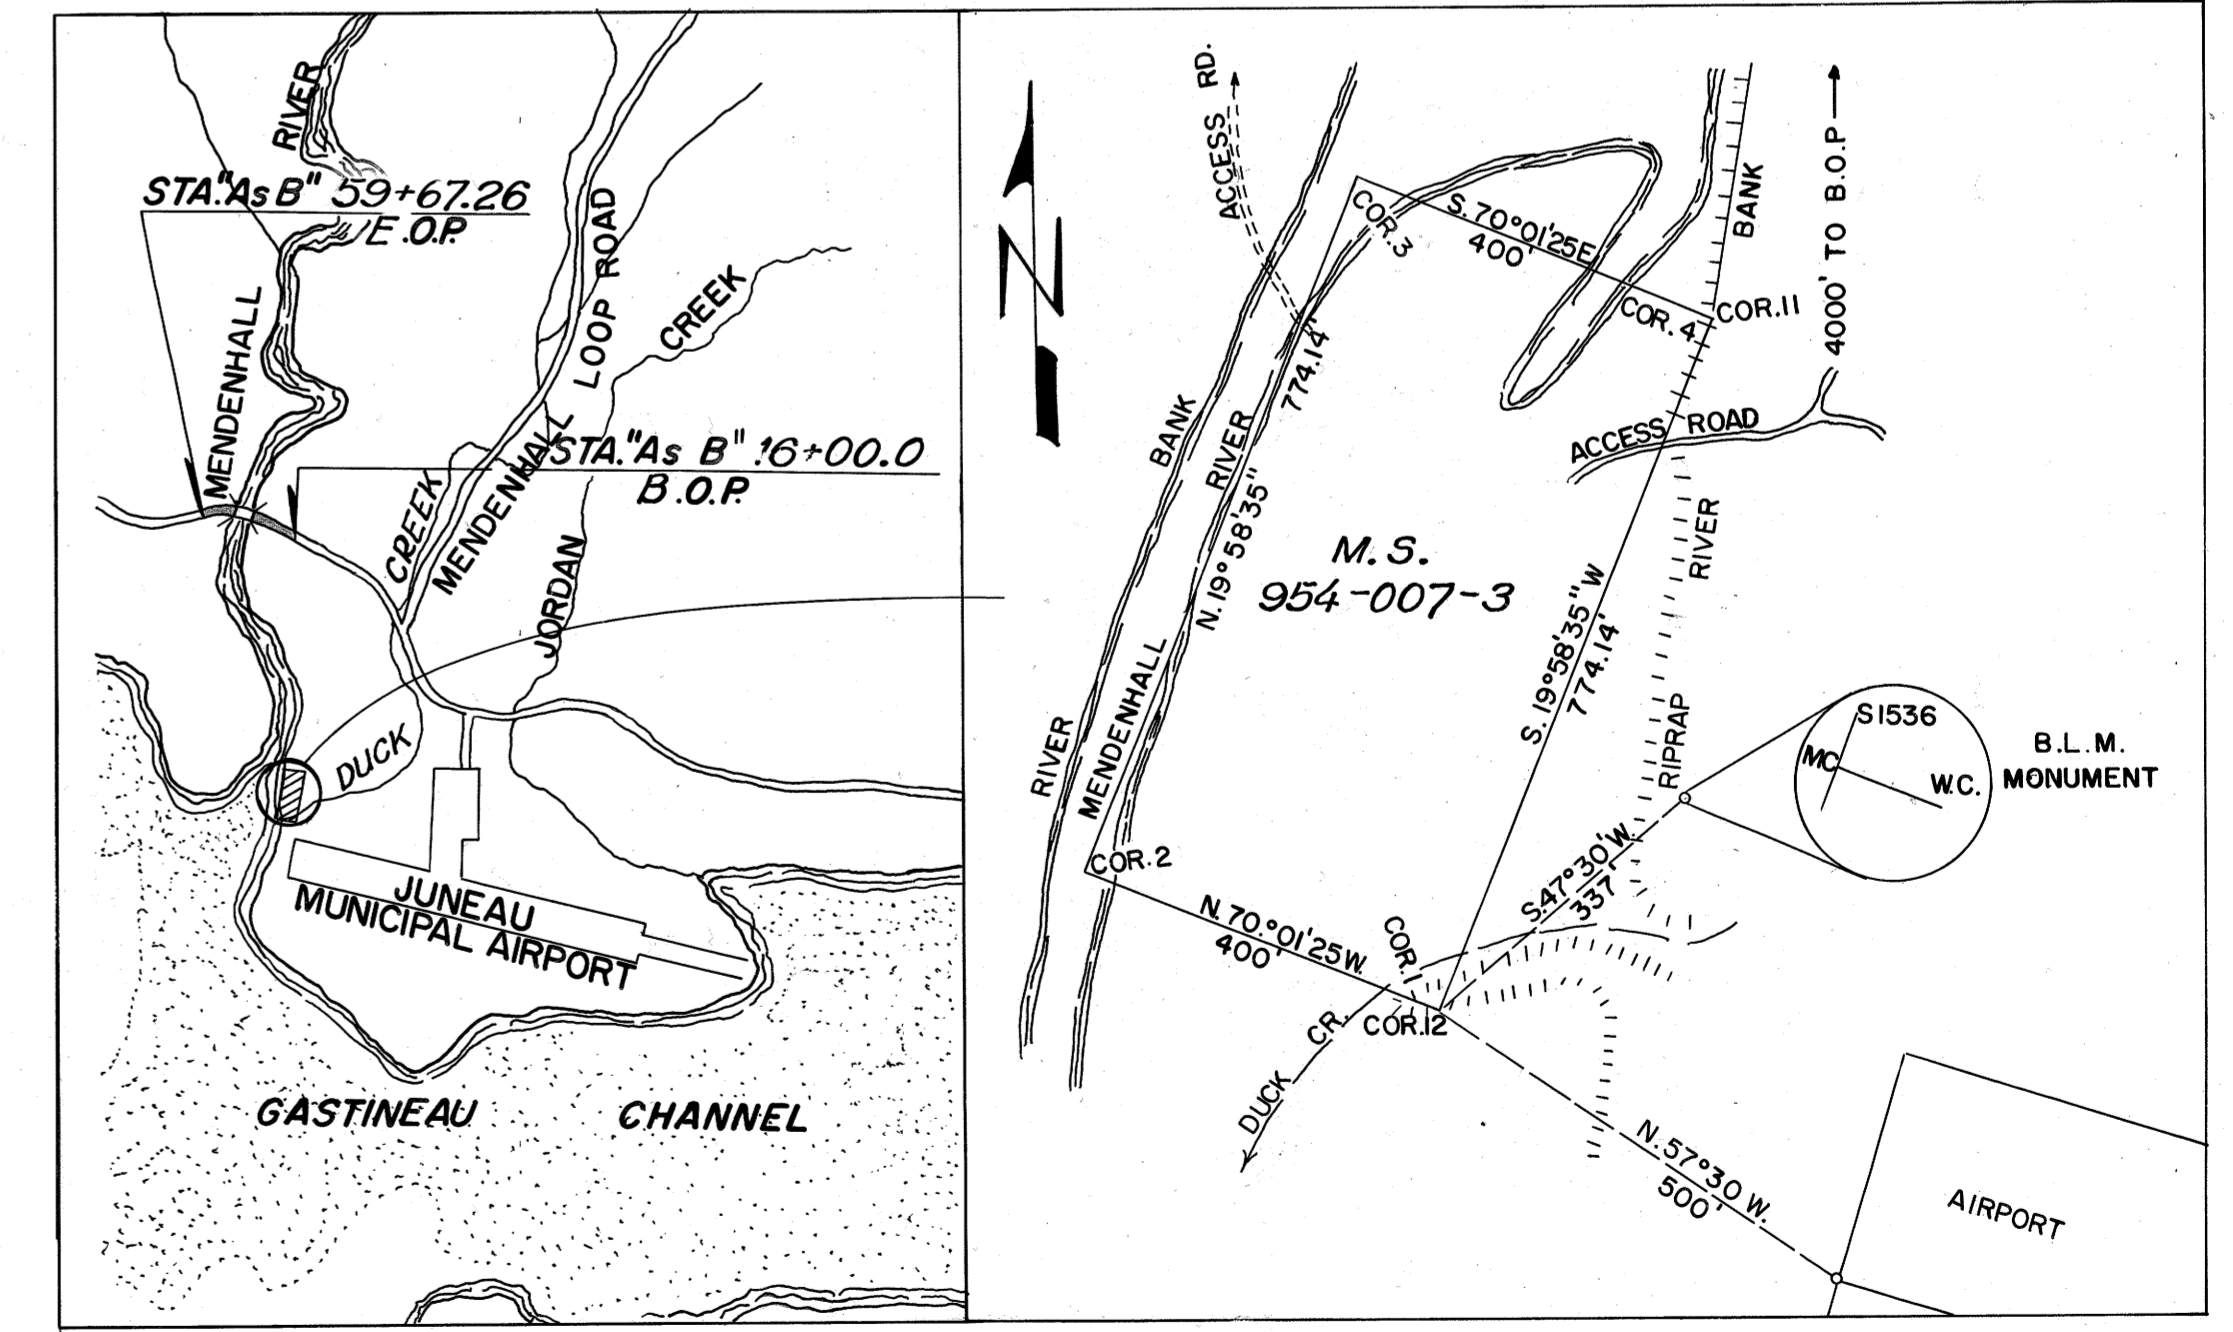 RIVER
STA."As B" 59+67.26
E.O.P.
MENDENHALL
LOOP ROAD
MENDENHALL
CREEK
STA."As B" 16+00.0
B.O.P.
CREEK
JORDAN
DUCK
JUNEAU
MUNICIPAL AIRPORT
GASTINEAU CHANNEL
ACCESS RD.
COR.3
S.70°01'25E
400'
BANK
4000' TO B.O.P
COR. 4
COR.11
774.14'
N.19°58'35"
BANK
RIVER
RIVER
MENDENHALL
ACCESS ROAD
M.S.
954-007-3
RIVER
RIPRAP
S.19°58'35"W
774.14'
S1536
MC
W.C.
B.L.M.
MONUMENT
COR.2
N.70.°01'25W.
400'
COR.1
COR.12
S.47°30'W.
337'
DUCK CR.
N.57°30 W.
500'
AIRPORT